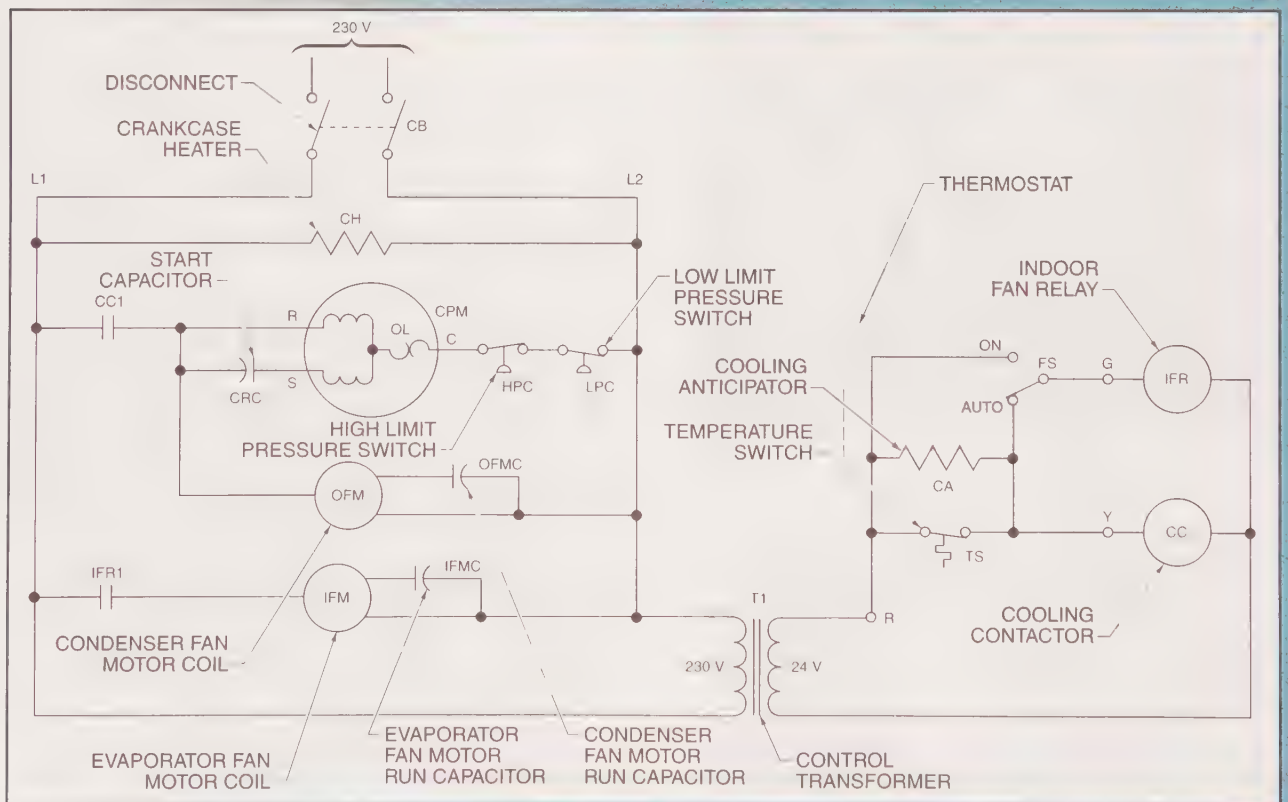 230 V
DISCONNECT
CB
CRANKCASE
HEATER
L1
L2
THERMOSTAT
CH
START
CAPACITOR
CC1
LOW LIMIT
PRESSURE
SWITCH
INDOOR
FAN RELAY
R
CPM
OL
C
ON
COOLING
ANTICIPATOR
FS
G
IFR
S
CRC
HPC
LPC
AUTO
HIGH LIMIT
PRESSURE SWITCH
TEMPERATURE
SWITCH
CA
OFMC
OFM
Y
CC
TS
IFR1
IFMC
IFM
T1
R
COOLING
CONTACTOR
CONDENSER FAN
MOTOR COIL
230 V
24 V
EVAPORATOR FAN
MOTOR COIL
EVAPORATOR
FAN MOTOR
RUN CAPACITOR
CONDENSER
FAN MOTOR
RUN CAPACITOR
CONTROL
TRANSFORMER